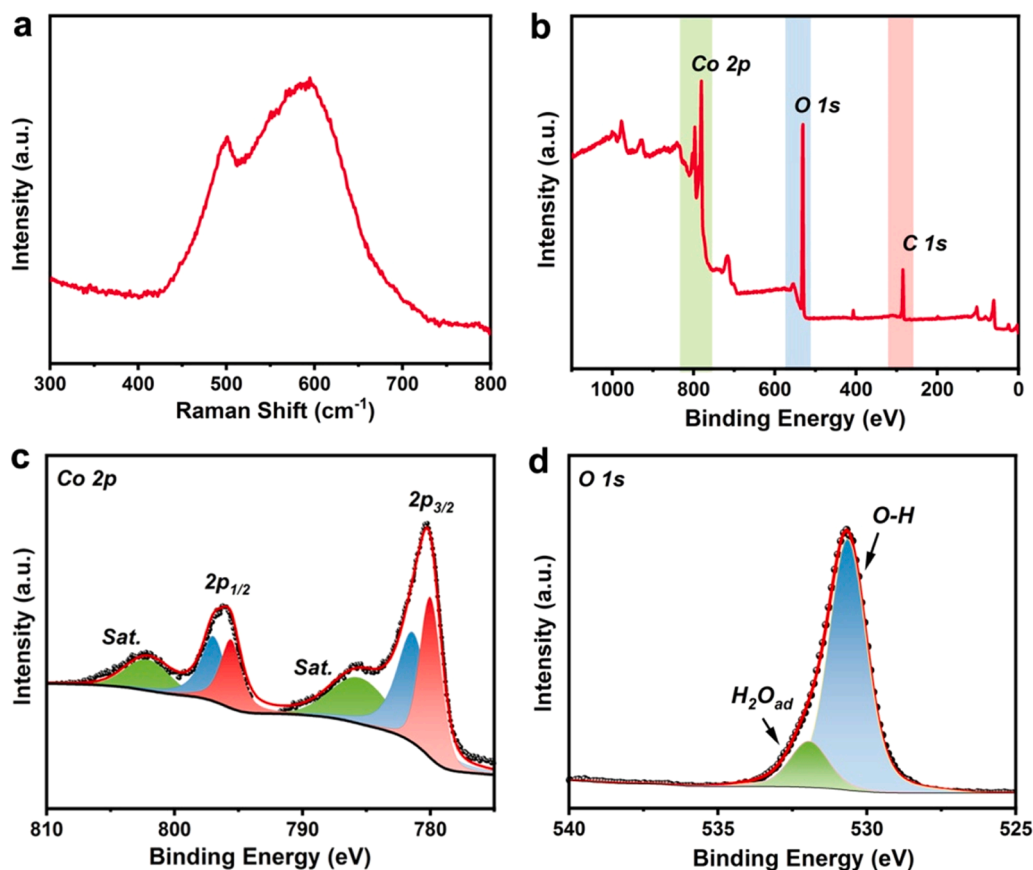 a
Intensity (a.u.)
300 400 500 600 700 800
Raman Shift (cm⁻¹)
b
Co 2p
O 1s
C 1s
Intensity (a.u.)
1000 800 600 400 200 0
Binding Energy (eV)
c
Co 2p
2p₃/₂
2p₁/₂
Sat.
Sat.
Intensity (a.u.)
810 800 790 780
Binding Energy (eV)
d
O 1s
O-H
H₂Oad
Intensity (a.u.)
540 535 530 525
Binding Energy (eV)